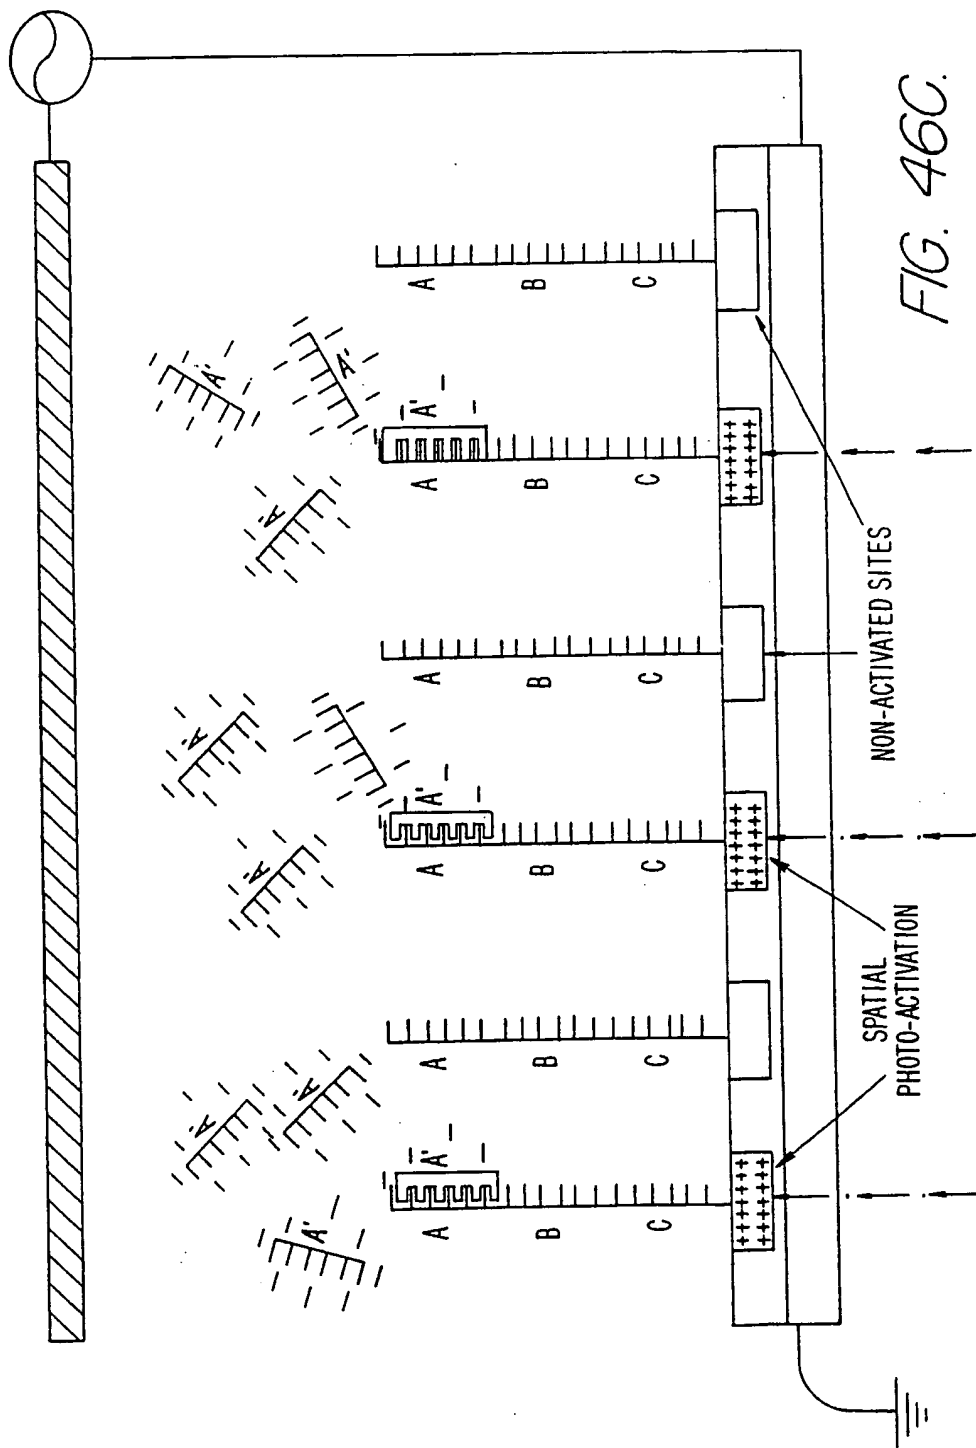 A' A' A'
A' A' A' A' A'
A A' A A A' A A A' A
B B B B B B
C C C C C C
SPATIAL
PHOTO-ACTIVATION
NON-ACTIVATED SITES
FIG. 46C.